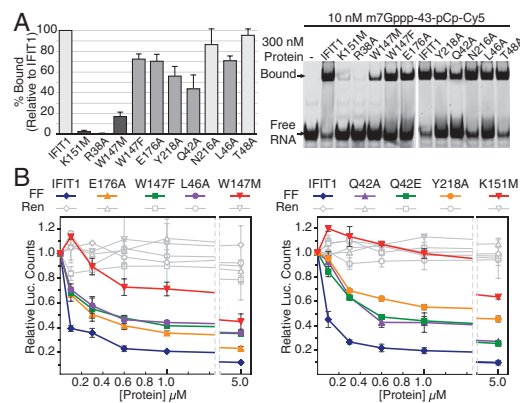 A
% Bound
(Relative to IFIT1)
100
80
60
40
20
0
IFIT1
K151M
R38A
W147M
W147F
E176A
Y218A
Q42A
N216A
L46A
T48A
10 nM m7Gppp-43-pCp-Cy5
300 nM
Protein
-
IFIT1
K151M
R38A
W147M
W147F
E176A
IFIT1
Y218A
Q42A
N216A
L46A
T48A
Bound
Free
RNA
B
IFIT1 E176A W147F L46A W147M
FF
Ren
Relative Luc. Counts
1.2
1.0
0.8
0.6
0.4
0.2
0.2 0.4 0.6 0.8 1.0 5.0
[Protein] µM
IFIT1 Q42A Q42E Y218A K151M
FF
Ren
Relative Luc. Counts
1.2
1.0
0.8
0.6
0.4
0.2
0.2 0.4 0.6 0.8 1.0 5.0
[Protein] µM